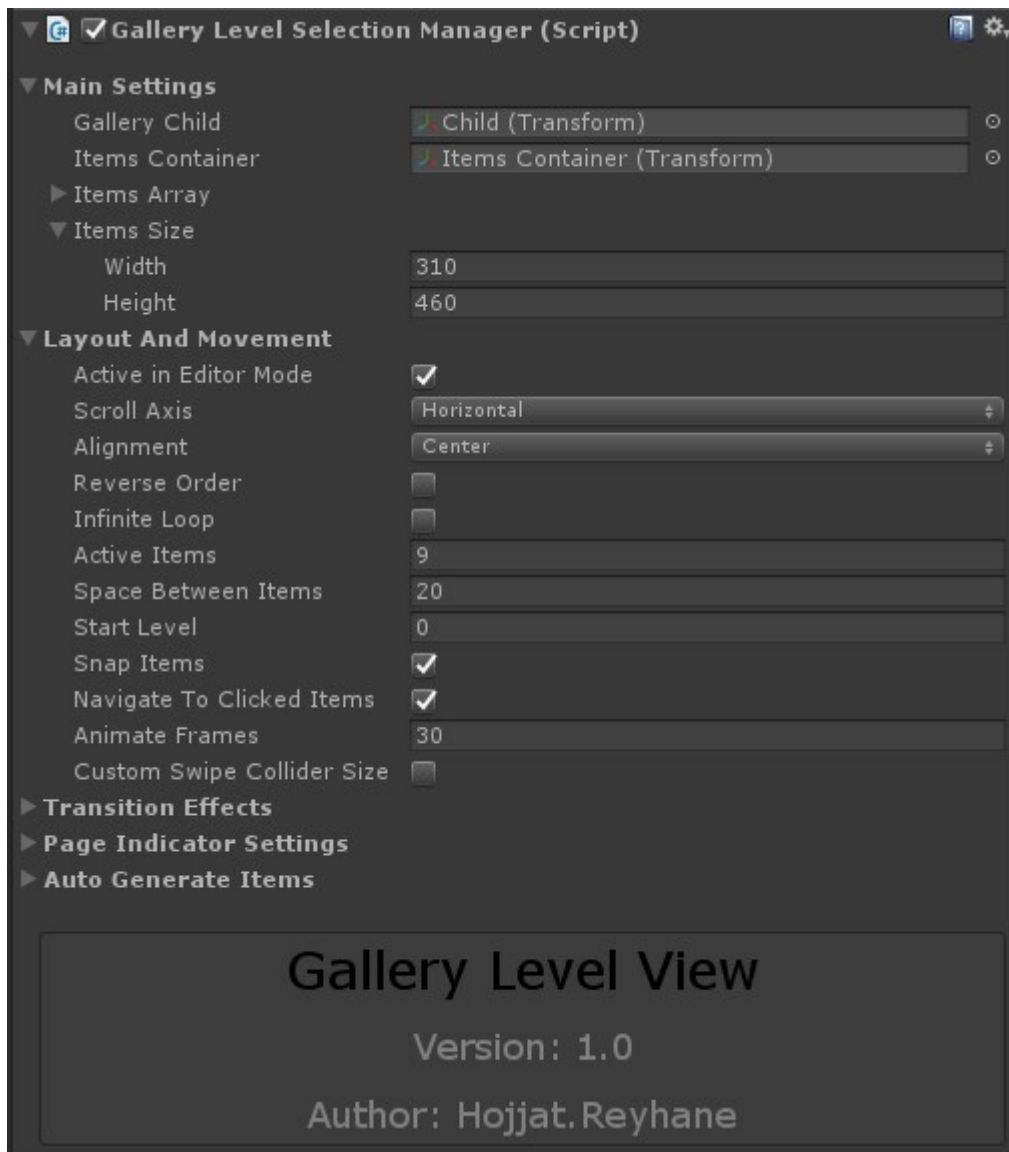 Gallery Level Selection Manager (Script)
Main Settings
Gallery Child Child (Transform)
Items Container Items Container (Transform)
Items Array
Items Size
Width 310
Height 460
Layout And Movement
Active in Editor Mode
Scroll Axis Horizontal
Alignment Center
Reverse Order
Infinite Loop
Active Items 9
Space Between Items 20
Start Level 0
Snap Items
Navigate To Clicked Items
Animate Frames 30
Custom Swipe Collider Size
Transition Effects
Page Indicator Settings
Auto Generate Items
Gallery Level View
Version: 1.0
Author: Hojjat.Reyhane